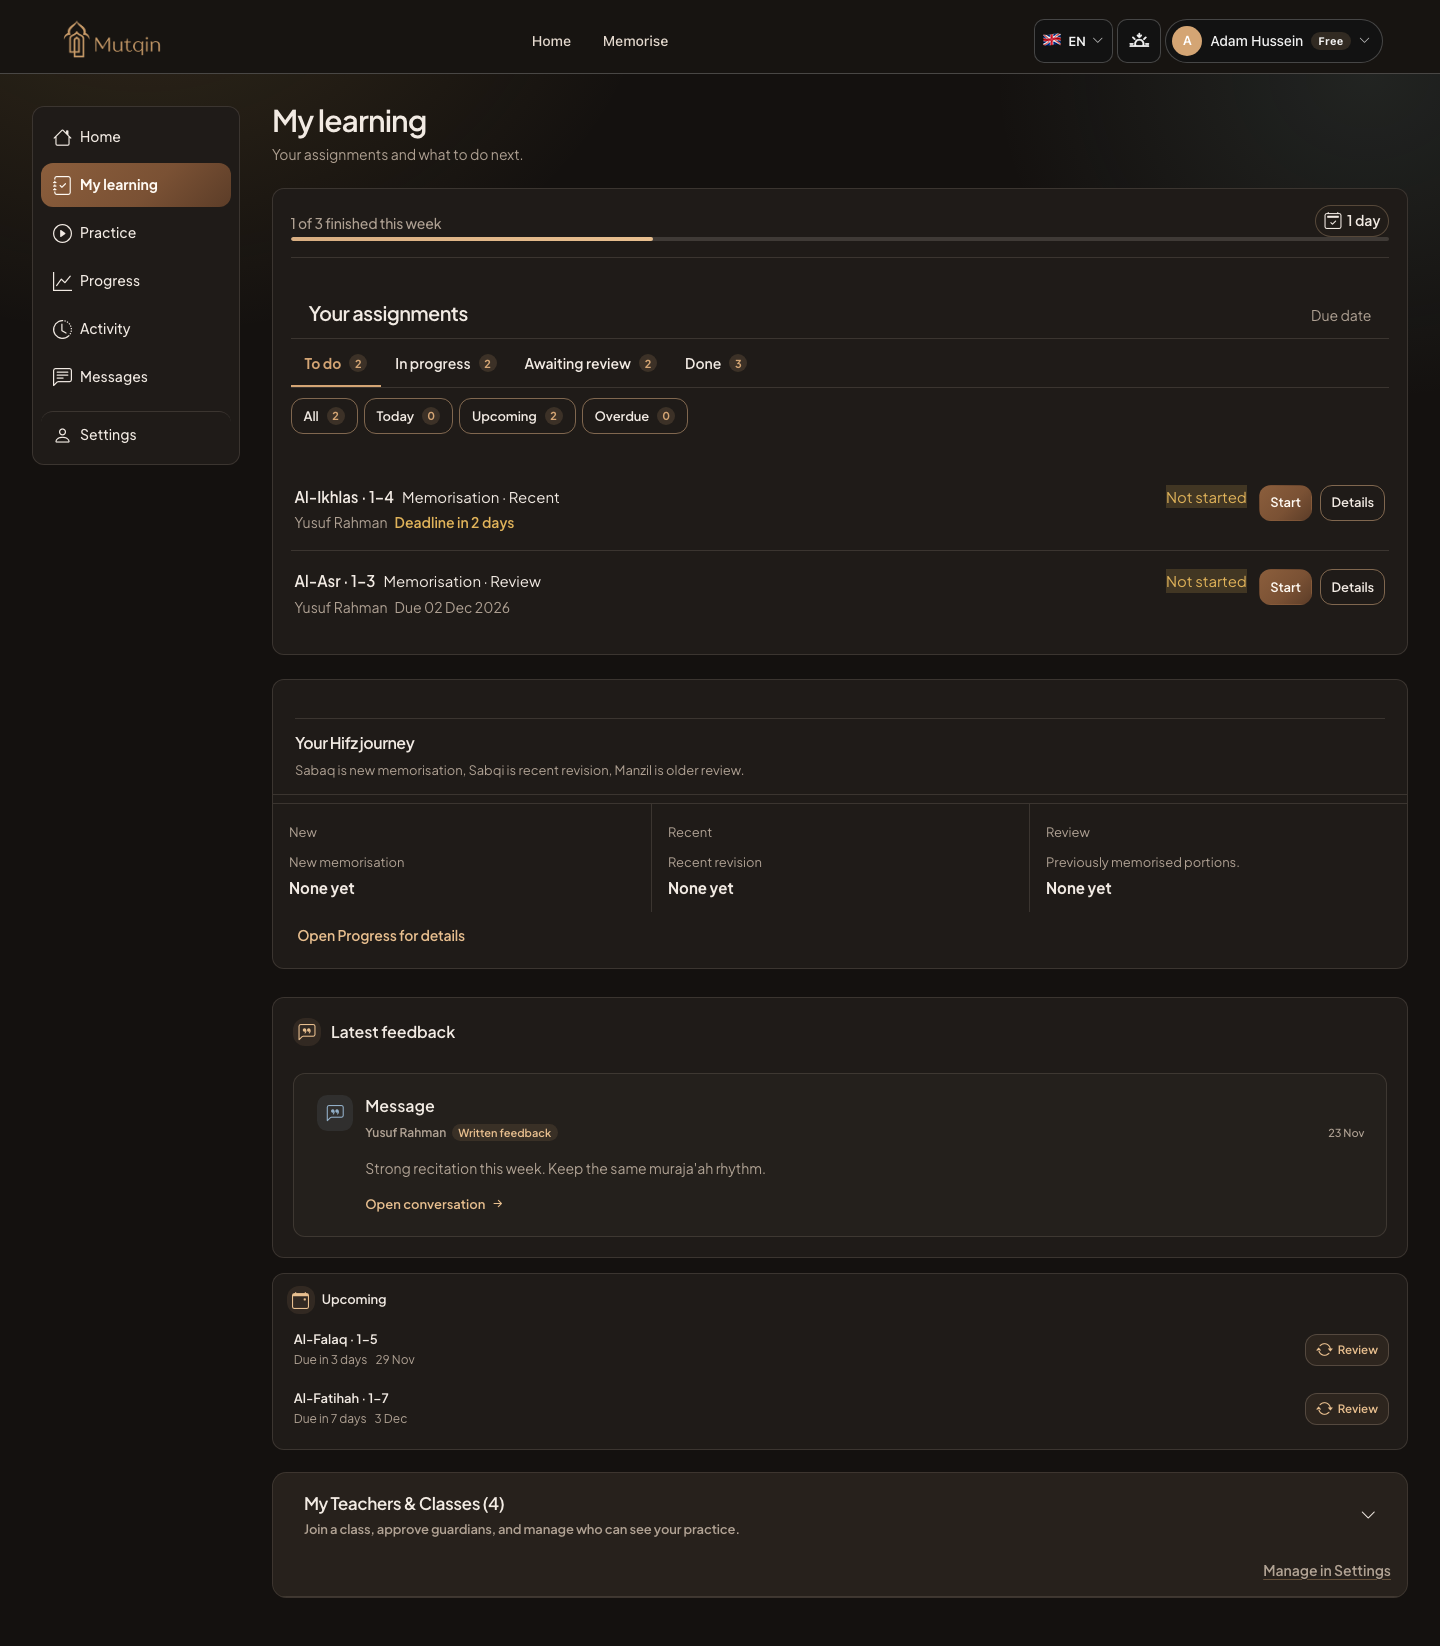 Mutqin
Home
Memorise
EN
A
Adam Hussein
Free
Home
My learning
Practice
Progress
Activity
Messages
Settings
My learning
Your assignments and what to do next.
1 of 3 finished this week
1 day
Your assignments
Due date
To do 2
In progress 2
Awaiting review 2
Done 3
All 2
Today 0
Upcoming 2
Overdue 0
Al-Ikhlas · 1–4 Memorisation · Recent
Not started
Start
Details
Yusuf Rahman Deadline in 2 days
Al-Asr · 1–3 Memorisation · Review
Not started
Start
Details
Yusuf Rahman Due 02 Dec 2026
Your Hifz journey
Sabaq is new memorisation, Sabqi is recent revision, Manzil is older review.
New
New memorisation
None yet
Recent
Recent revision
None yet
Review
Previously memorised portions.
None yet
Open Progress for details
Latest feedback
Message
Yusuf Rahman Written feedback
23 Nov
Strong recitation this week. Keep the same muraja'ah rhythm.
Open conversation →
Upcoming
Al-Falaq · 1–5
Due in 3 days 29 Nov
Review
Al-Fatihah · 1–7
Due in 7 days 3 Dec
Review
My Teachers & Classes (4)
Join a class, approve guardians, and manage who can see your practice.
Manage in Settings